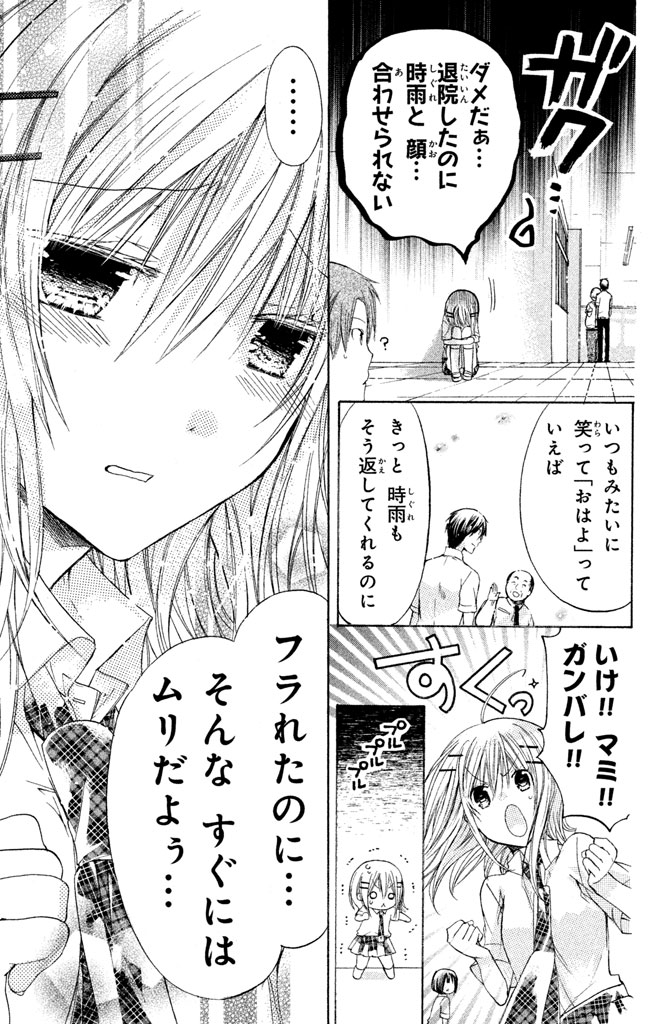 ガクッ
ダメだぁ…
退院したのに
時雨と 顔…
合わせられない
?
いつもみたいに
笑って「おはよ」って
いえば
きっと 時雨も
そう返してくれるのに
いけ!! マミ!!
ガンバレ!!
すくっ
プル
プル
プル
……
フラれたのに…
そんな すぐには
ムリだよぅ…